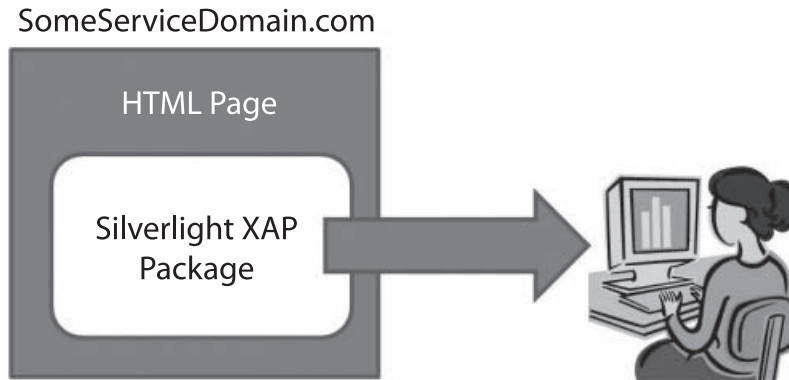 SomeServiceDomain.com
HTML Page
Silverlight XAP
Package